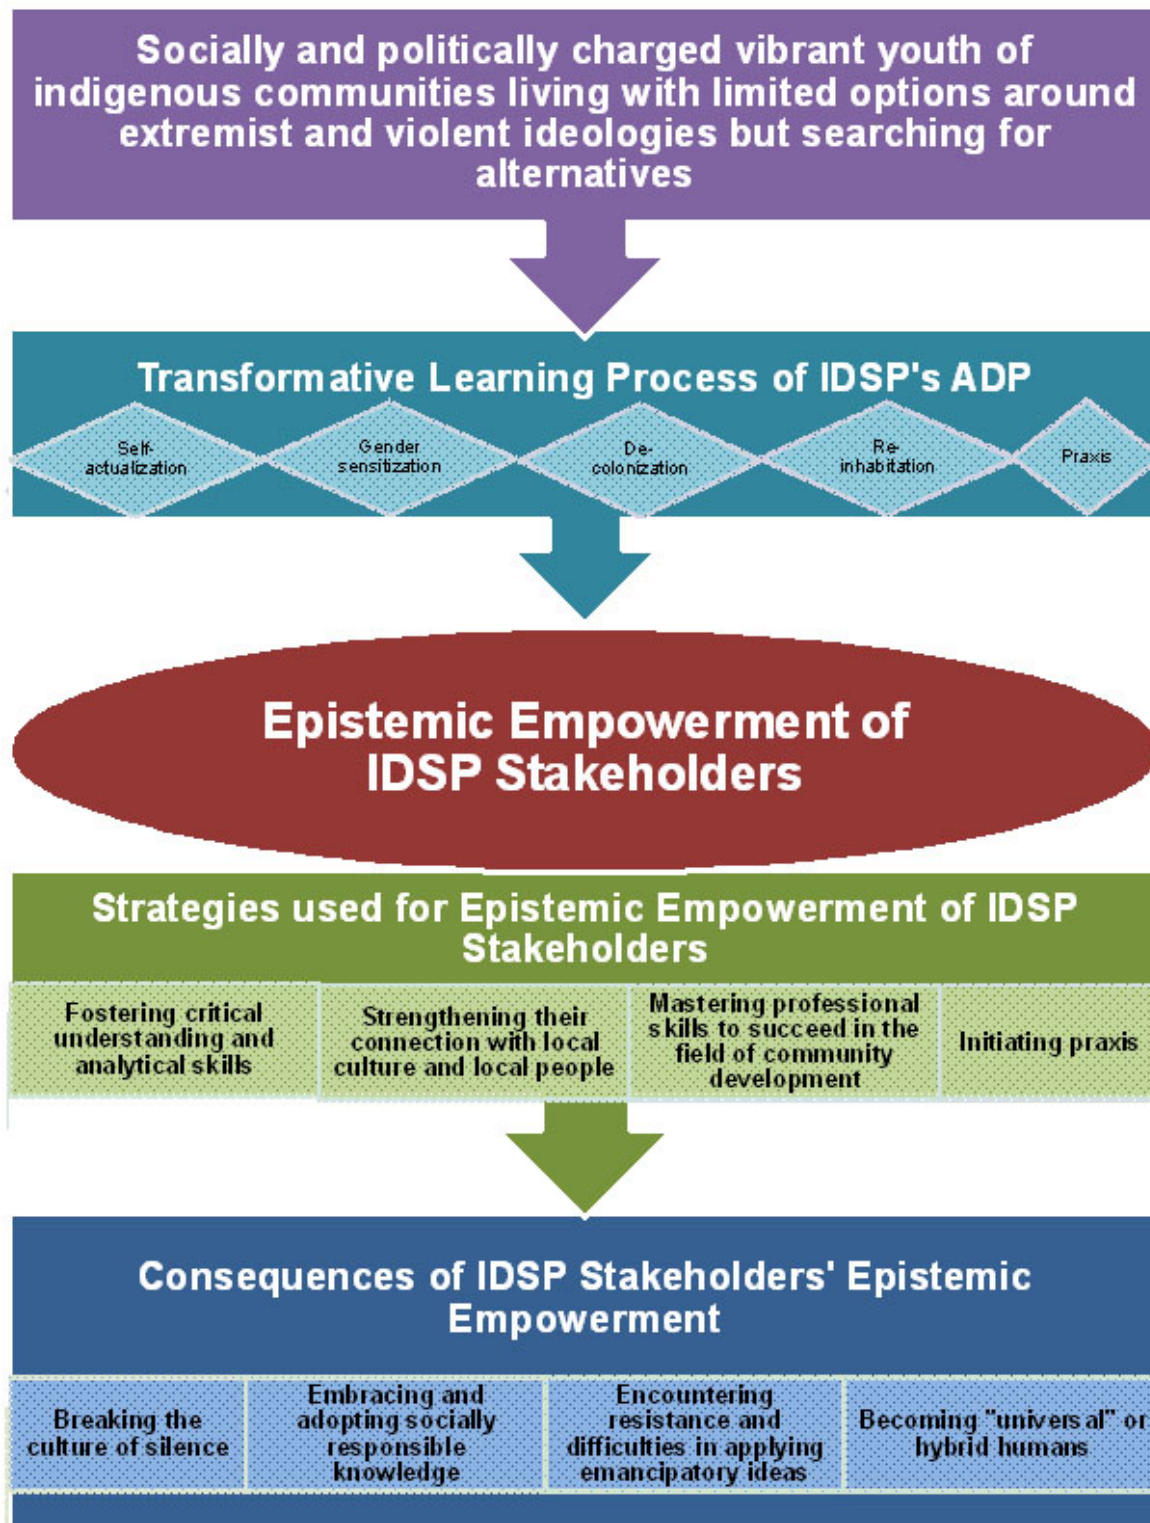 Socially and politically charged vibrant youth of
indigenous communities living with limited options around
extremist and violent ideologies but searching for
alternatives
Transformative Learning Process of IDSP's ADP
Self-
actualization
Gender
sensitization
De-
colonization
Re-
inhabitation
Praxis
Epistemic Empowerment of
IDSP Stakeholders
Strategies used for Epistemic Empowerment of IDSP
Stakeholders
Fostering critical
understanding and
analytical skills
Strengthening their
connection with local
culture and local people
Mastering professional
skills to succeed in the
field of community
development
Initiating praxis
Consequences of IDSP Stakeholders' Epistemic
Empowerment
Breaking the
culture of silence
Embracing and
adopting socially
responsible
knowledge
Encountering
resistance and
difficulties in applying
emancipatory ideas
Becoming "universal" or
hybrid humans